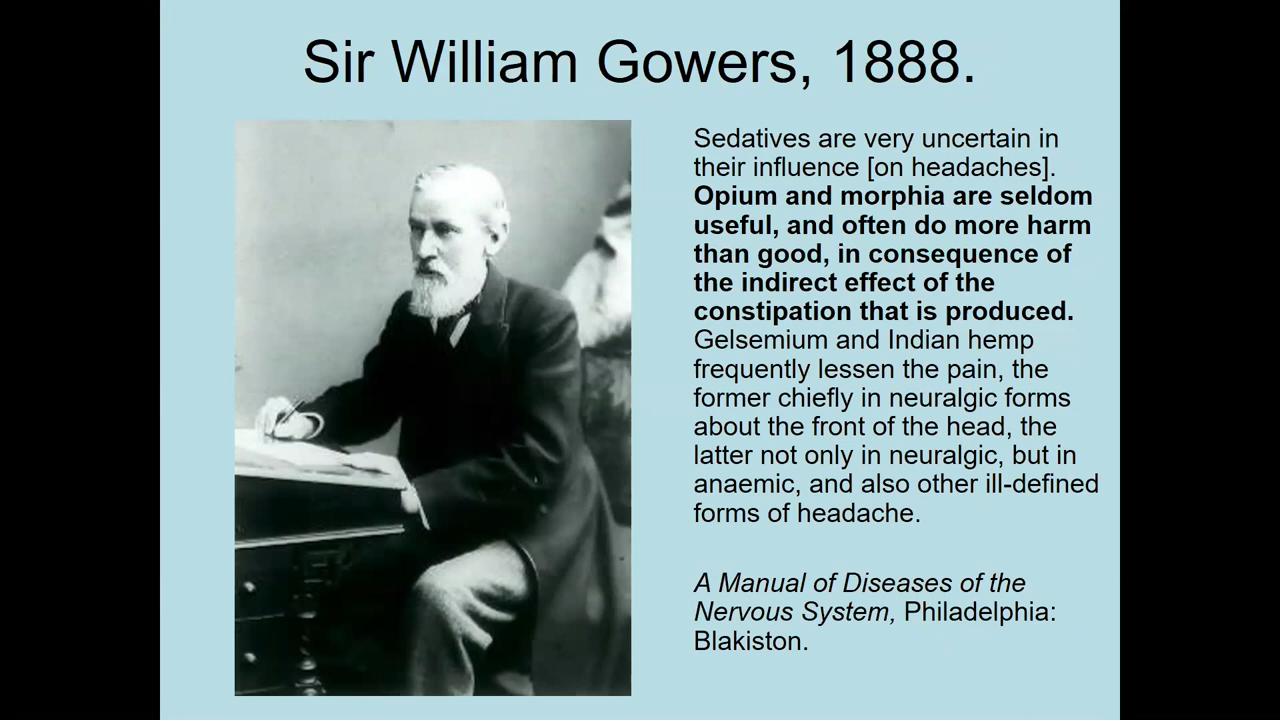 Sir William Gowers, 1888.
Sedatives are very uncertain in
their influence [on headaches].
Opium and morphia are seldom
useful, and often do more harm
than good, in consequence of
the indirect effect of the
constipation that is produced.
Gelsemium and Indian hemp
frequently lessen the pain, the
former chiefly in neuralgic forms
about the front of the head, the
latter not only in neuralgic, but in
anaemic, and also other ill-defined
forms of headache.
A Manual of Diseases of the
Nervous System, Philadelphia:
Blakiston.